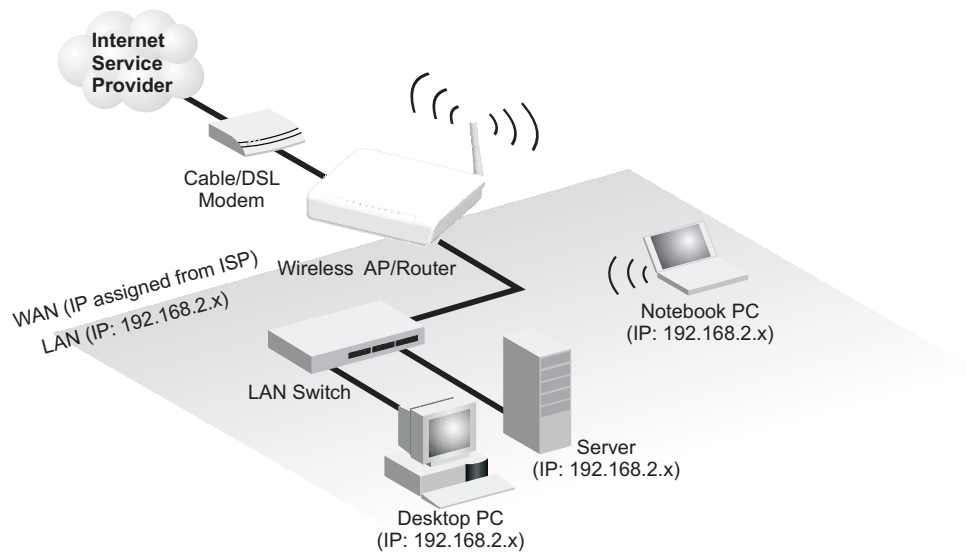 Internet
Service
Provider
Cable/DSL
Modem
Wireless AP/Router
WAN (IP assigned from ISP)
LAN (IP: 192.168.2.x)
Notebook PC
(IP: 192.168.2.x)
LAN Switch
Server
(IP: 192.168.2.x)
Desktop PC
(IP: 192.168.2.x)